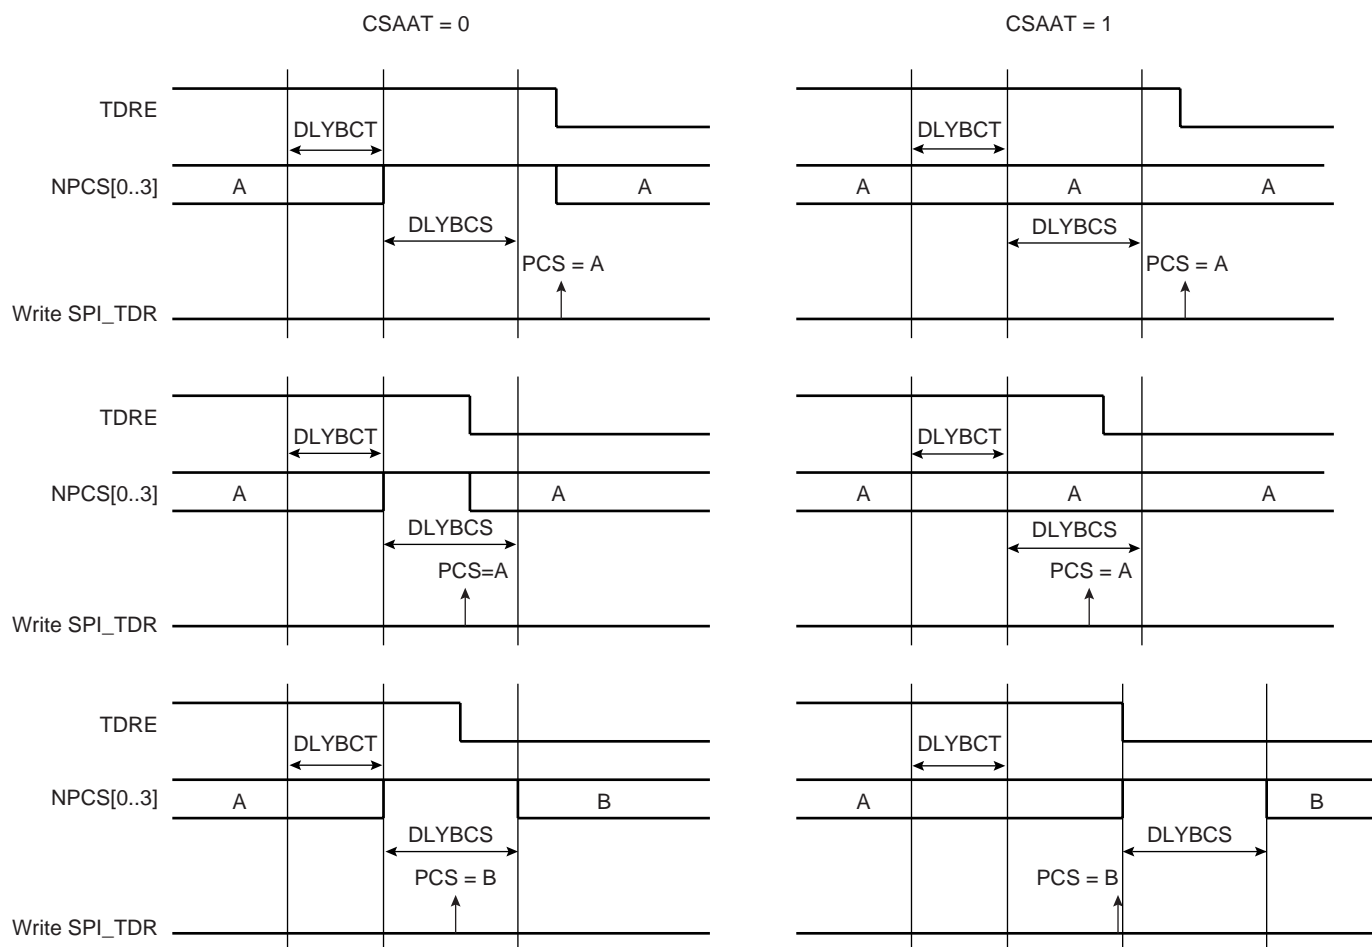 CSAAT = 0
CSAAT = 1
TDRE
DLYBCT
DLYBCT
NPCS[0..3]
A
A
A
A
A
DLYBCS
DLYBCS
PCS = A
PCS = A
Write SPI_TDR
TDRE
DLYBCT
DLYBCT
NPCS[0..3]
A
A
A
A
A
DLYBCS
DLYBCS
PCS=A
PCS = A
Write SPI_TDR
TDRE
DLYBCT
DLYBCT
NPCS[0..3]
A
B
A
B
DLYBCS
DLYBCS
PCS = B
PCS = B
Write SPI_TDR